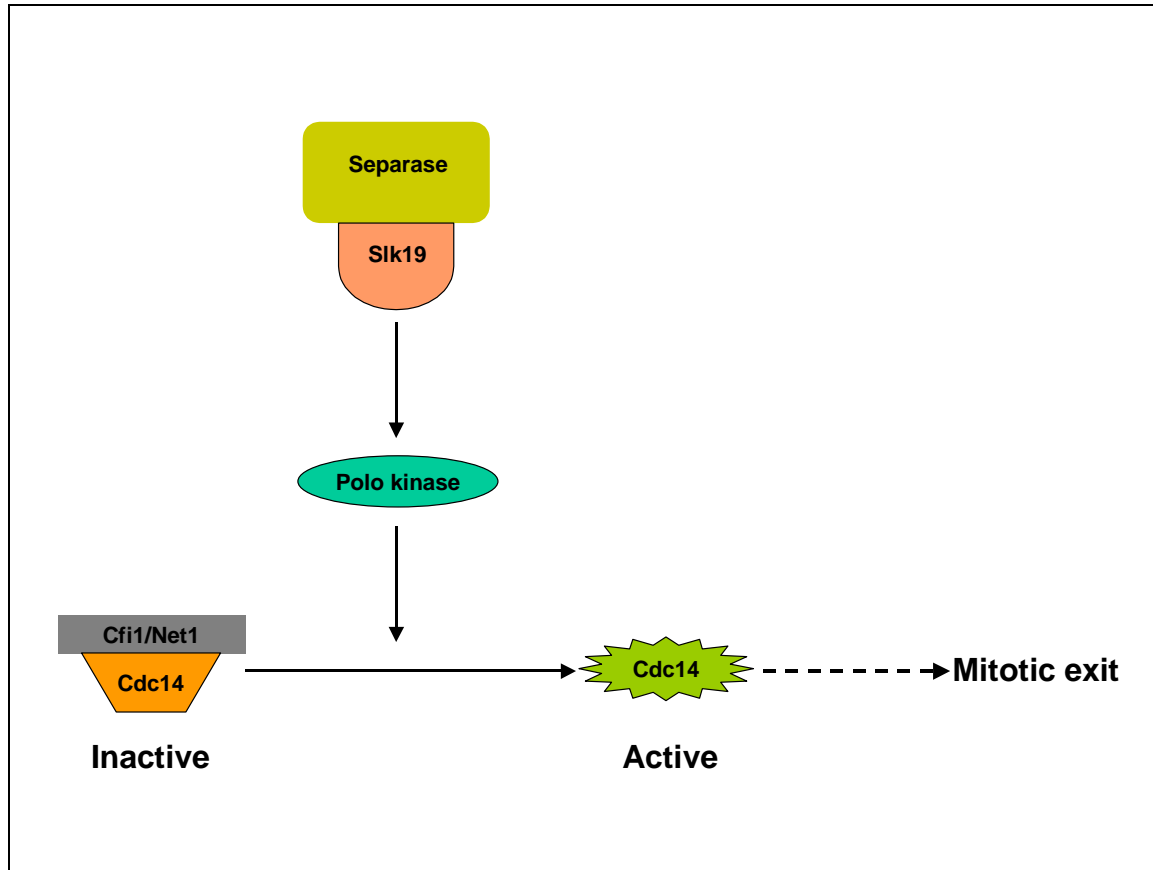 Separase
Slk19
Polo kinase
Cfi1/Net1
Cdc14
Cdc14
Mitotic exit
Inactive
Active